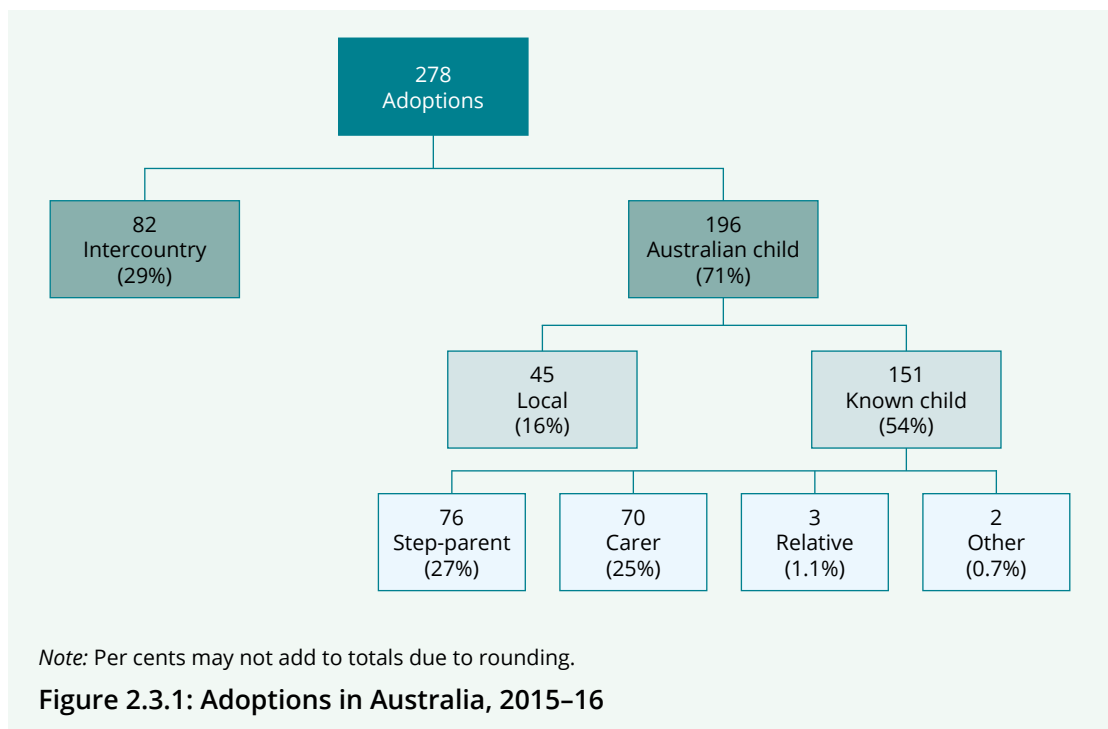 278
Adoptions
82
Intercountry
(29%)
196
Australian child
(71%)
45
Local
(16%)
151
Known child
(54%)
76
Step-parent
(27%)
70
Carer
(25%)
3
Relative
(1.1%)
2
Other
(0.7%)
Note: Per cents may not add to totals due to rounding.
Figure 2.3.1: Adoptions in Australia, 2015–16